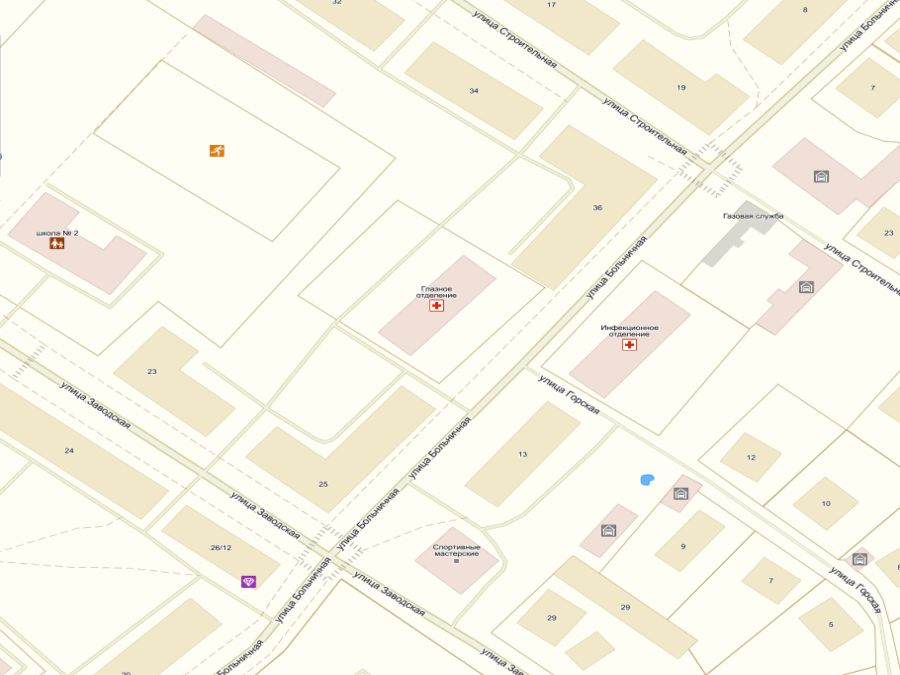 32
17
8
улица Строительная
улица Больничная
34
19
7
улица Строительная
36
Газовая служба
школа № 2
23
улица Строительная
улица Больничная
Глазное
отделение
Инфекционное
отделение
23
улица Заводская
улица Горская
24
улица Больничная
13
12
25
10
улица Заводская
улица Больничная
26/12
Спортивные
мастерские
9
улица Больничная
улица Заводская
7
улица Горская
29
29
5
улица
Больничная